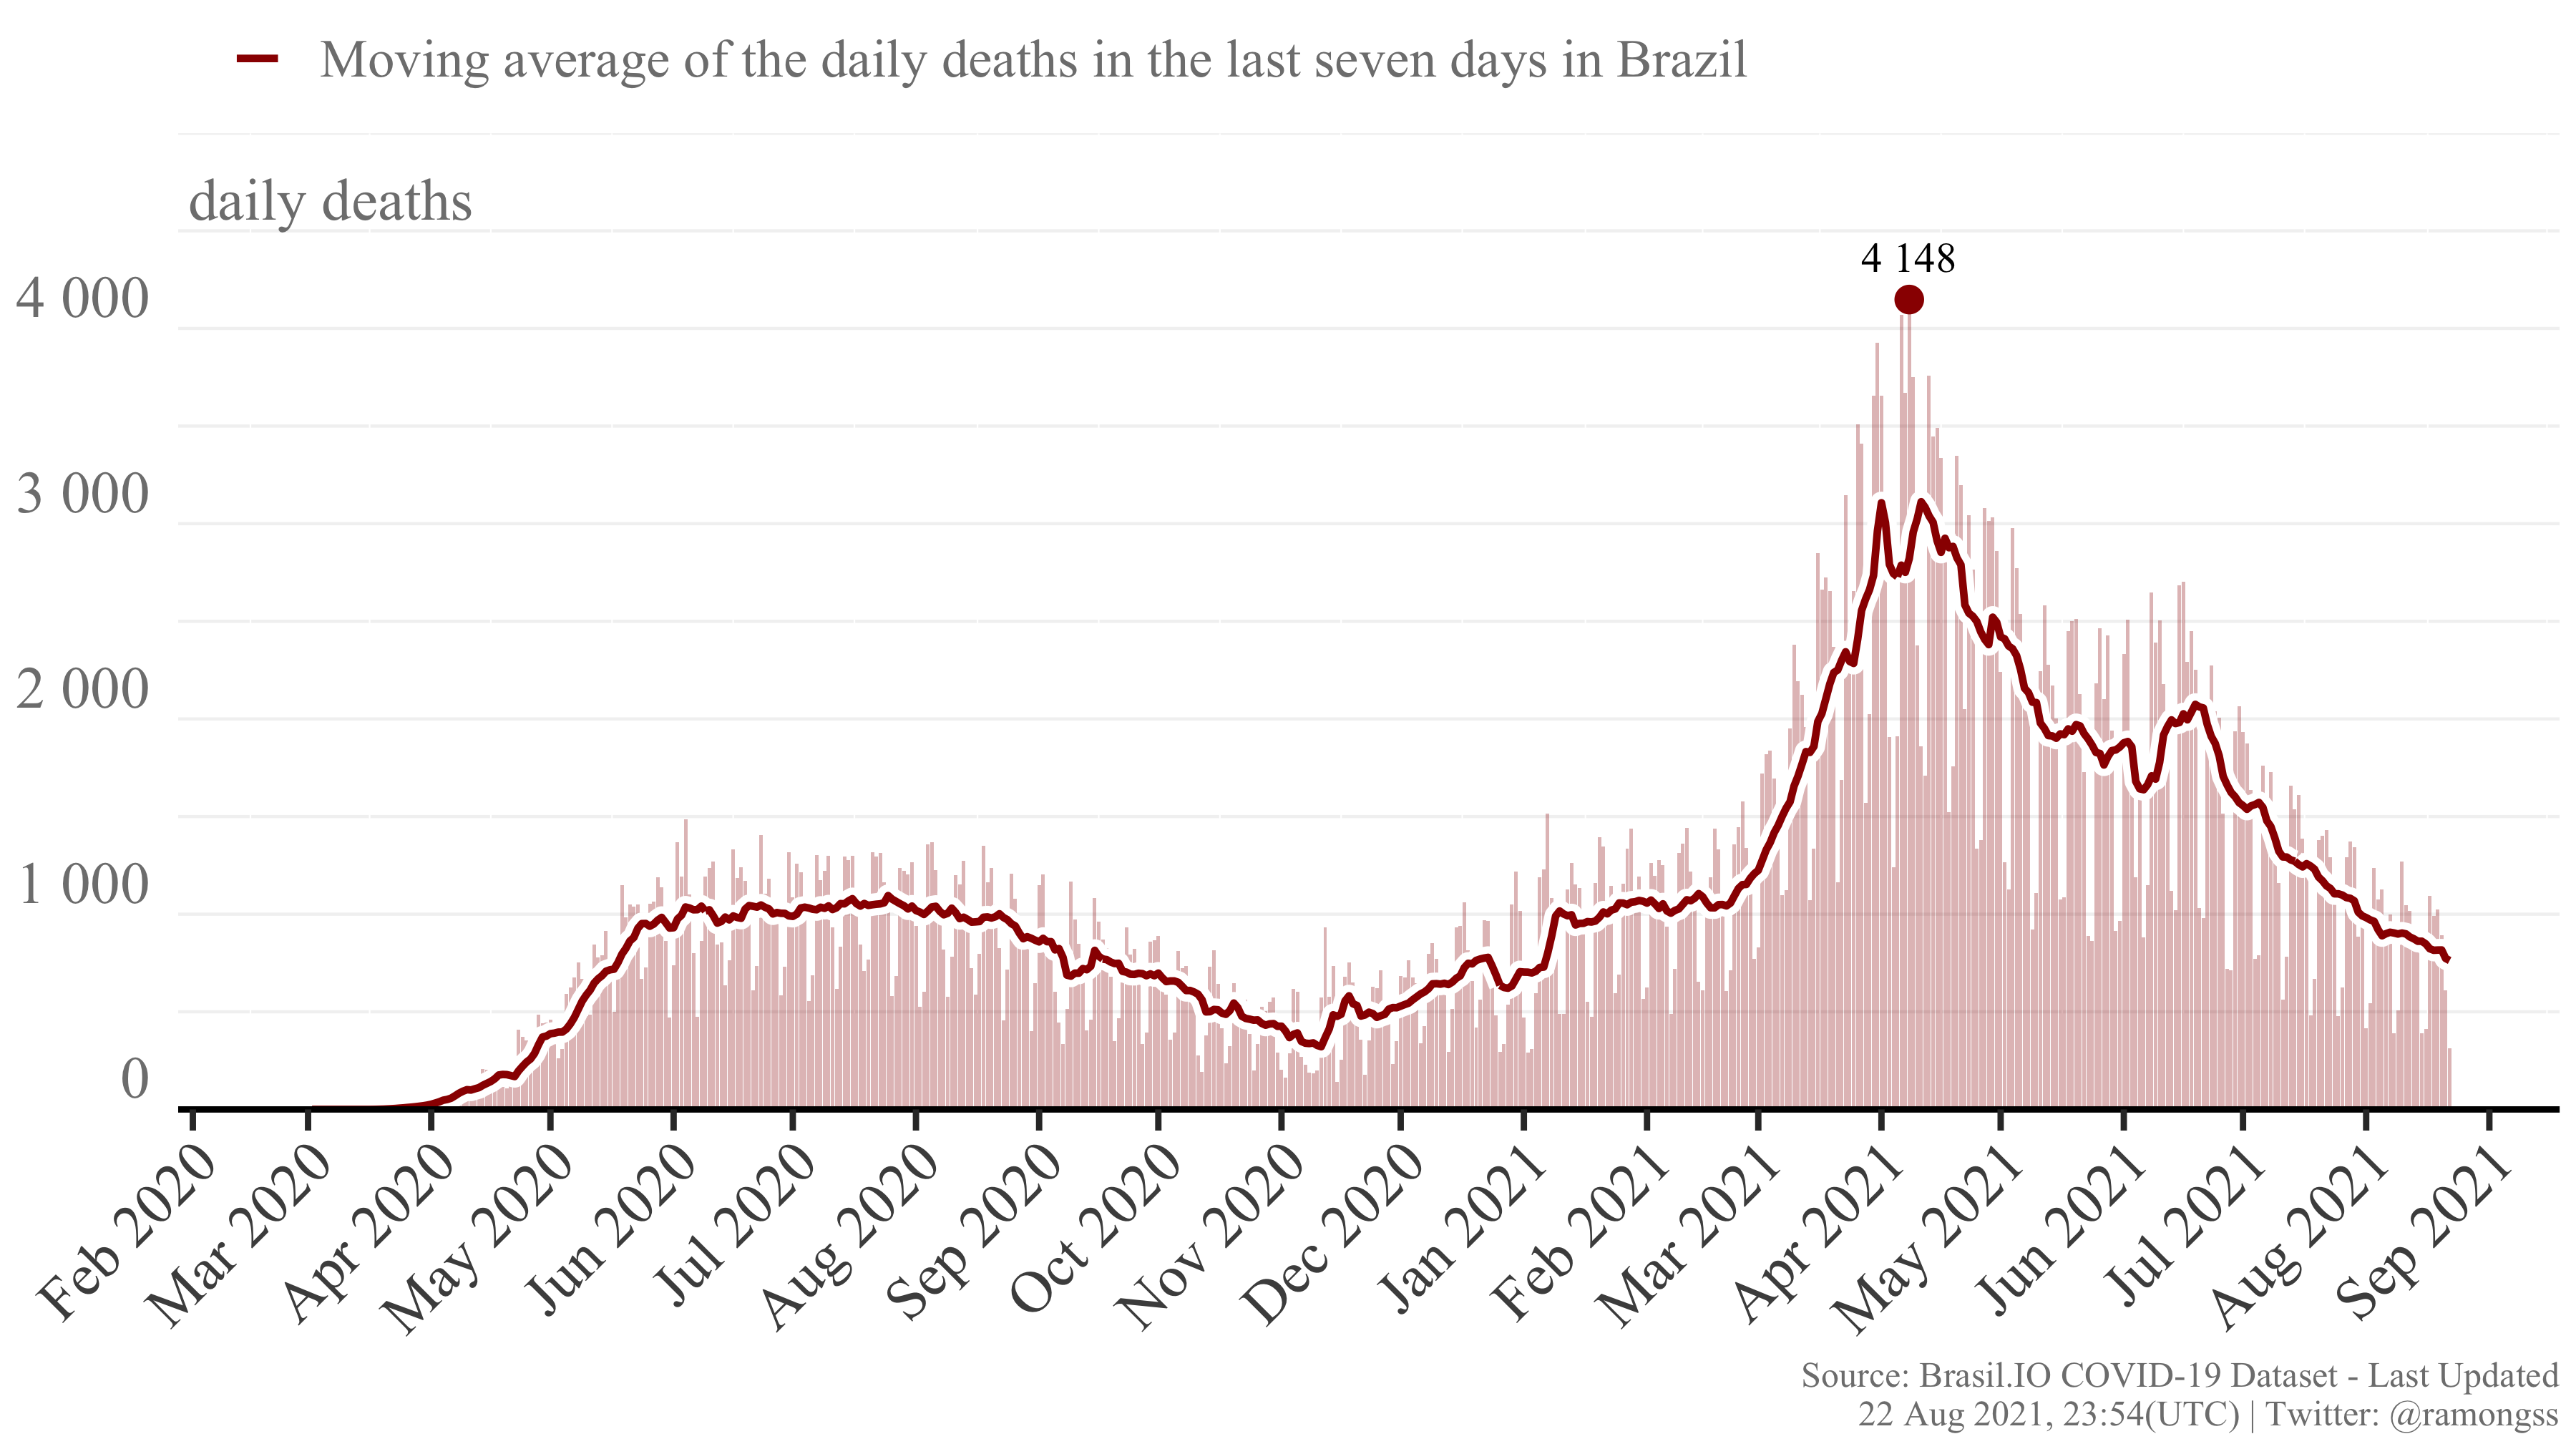 Moving average of the daily deaths in the last seven days in Brazil
daily deaths
4 148
4 000
3 000
2 000
1 000
0
Feb 2020
Mar 2020
Apr 2020
May 2020
Jun 2020
Jul 2020
Aug 2020
Sep 2020
Oct 2020
Nov 2020
Dec 2020
Jan 2021
Feb 2021
Mar 2021
Apr 2021
May 2021
Jun 2021
Jul 2021
Aug 2021
Sep 2021
Source: Brasil.IO COVID-19 Dataset - Last Updated
22 Aug 2021, 23:54(UTC) | Twitter: @ramongss